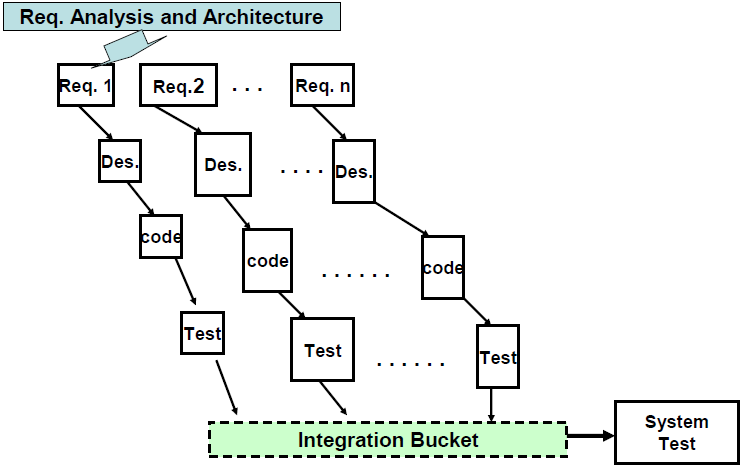 Req. Analysis and Architecture
Req. 1
Req.2
. . .
Req. n
Des.
Des.
. . . .
Des.
code
code
. . . . . .
code
Test
Test
. . . . . .
Test
Integration Bucket
System
Test